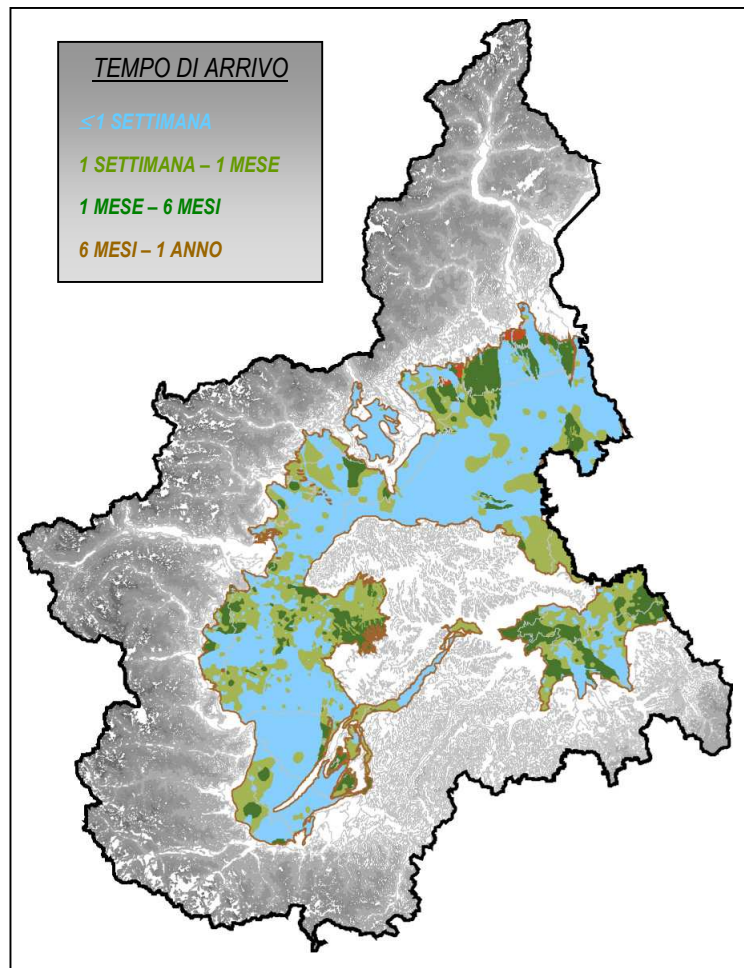 TEMPO DI ARRIVO
≤ 1 SETTIMANA
1 SETTIMANA – 1 MESE
1 MESE – 6 MESI
6 MESI – 1 ANNO